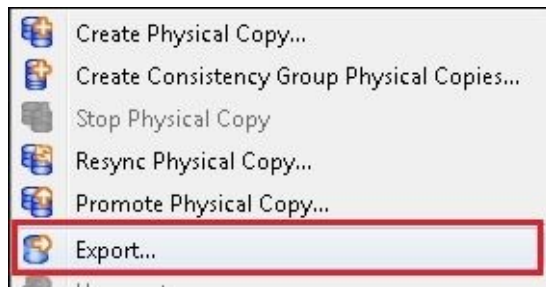 Create Physical Copy...
Create Consistency Group Physical Copies...
Stop Physical Copy
Resync Physical Copy...
Promote Physical Copy...
Export...